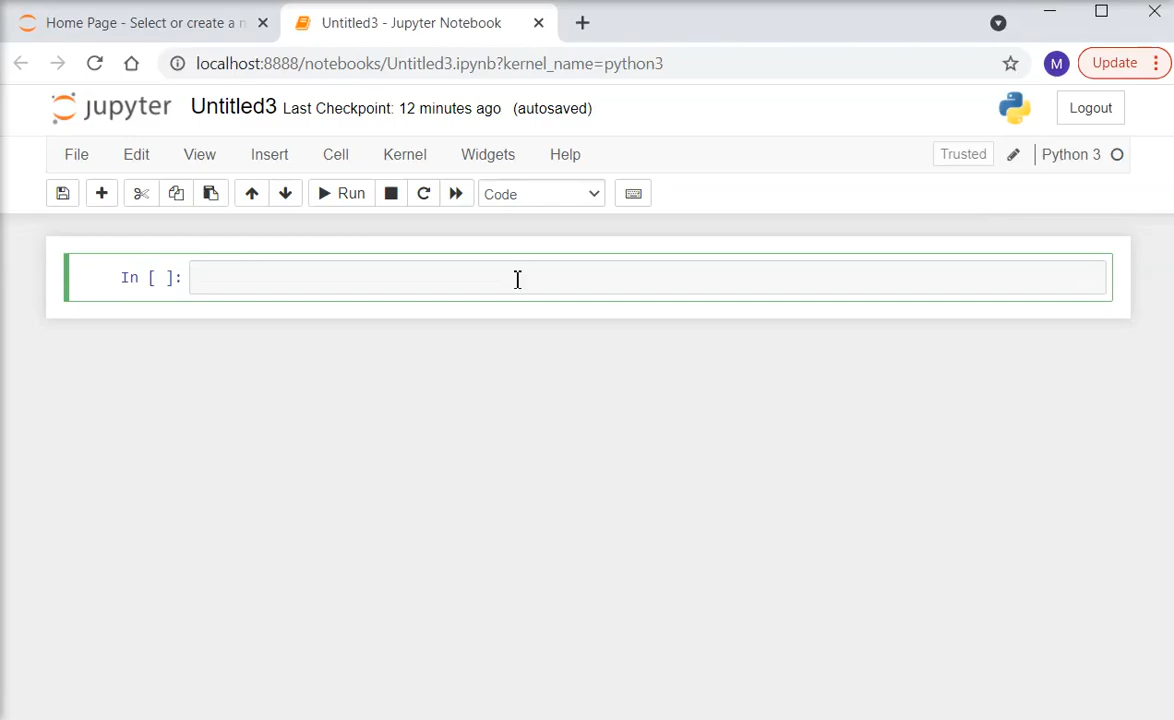 Home Page - Select or create a n
Untitled3 - Jupyter Notebook
localhost:8888/notebooks/Untitled3.ipynb?kernel_name=python3
M
Update
jupyter
Untitled3 Last Checkpoint: 12 minutes ago (autosaved)
Logout
File Edit View Insert Cell Kernel Widgets Help
Trusted
Python 3
Run
Code
In [ ]: